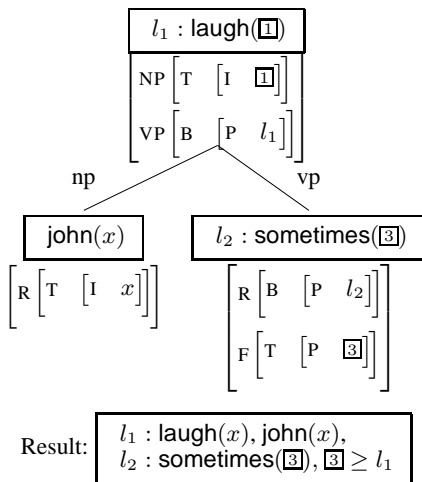 l₁ : laugh(1)
[NP [T [I 1]]]
[VP [B [P l₁]]]
np vp
john(x) l₂ : sometimes(3)
[R [T [I x]]] [R [B [P l₂]]]
[F [T [P 3]]]
Result: l₁ : laugh(x), john(x),
l₂ : sometimes(3), 3 ≥ l₁